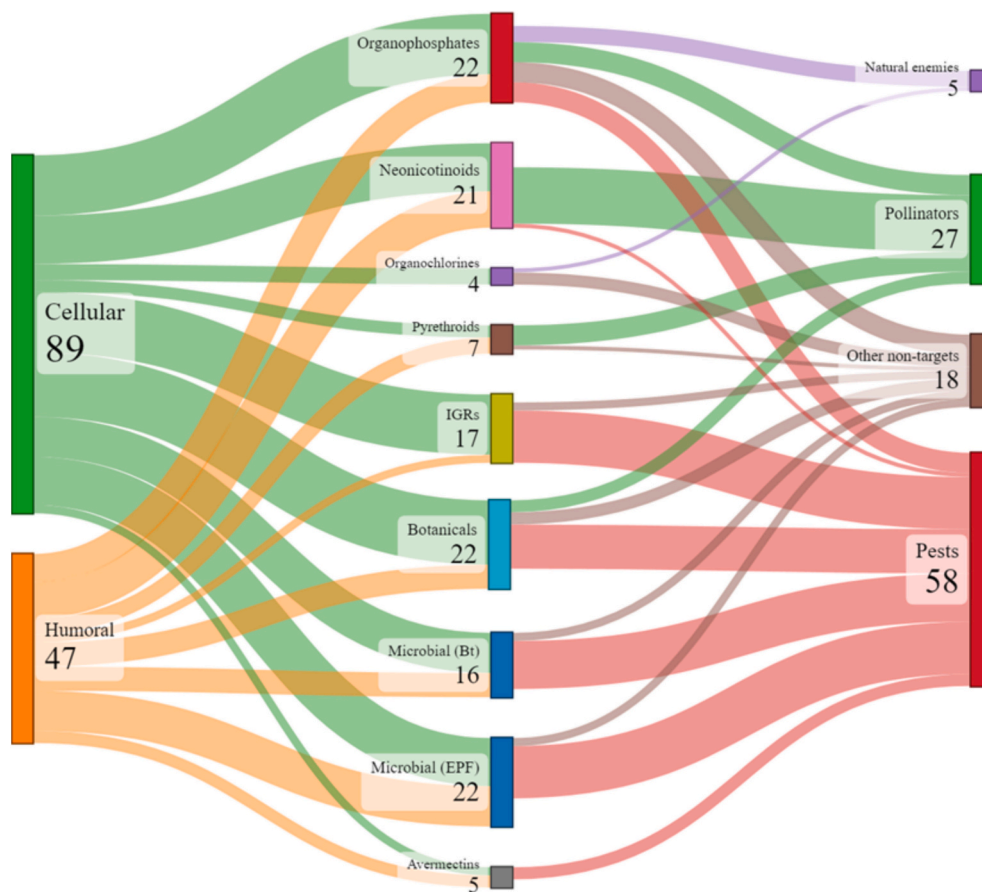 Cellular
89
Humoral
47
Organophosphates
22
Neonicotinoids
21
Organochlorines
4
Pyrethroids
7
IGRs
17
Botanicals
22
Microbial (Bt)
16
Microbial (EPF)
22
Avermectins
5
Natural enemies
5
Pollinators
27
Other non-targets
18
Pests
58